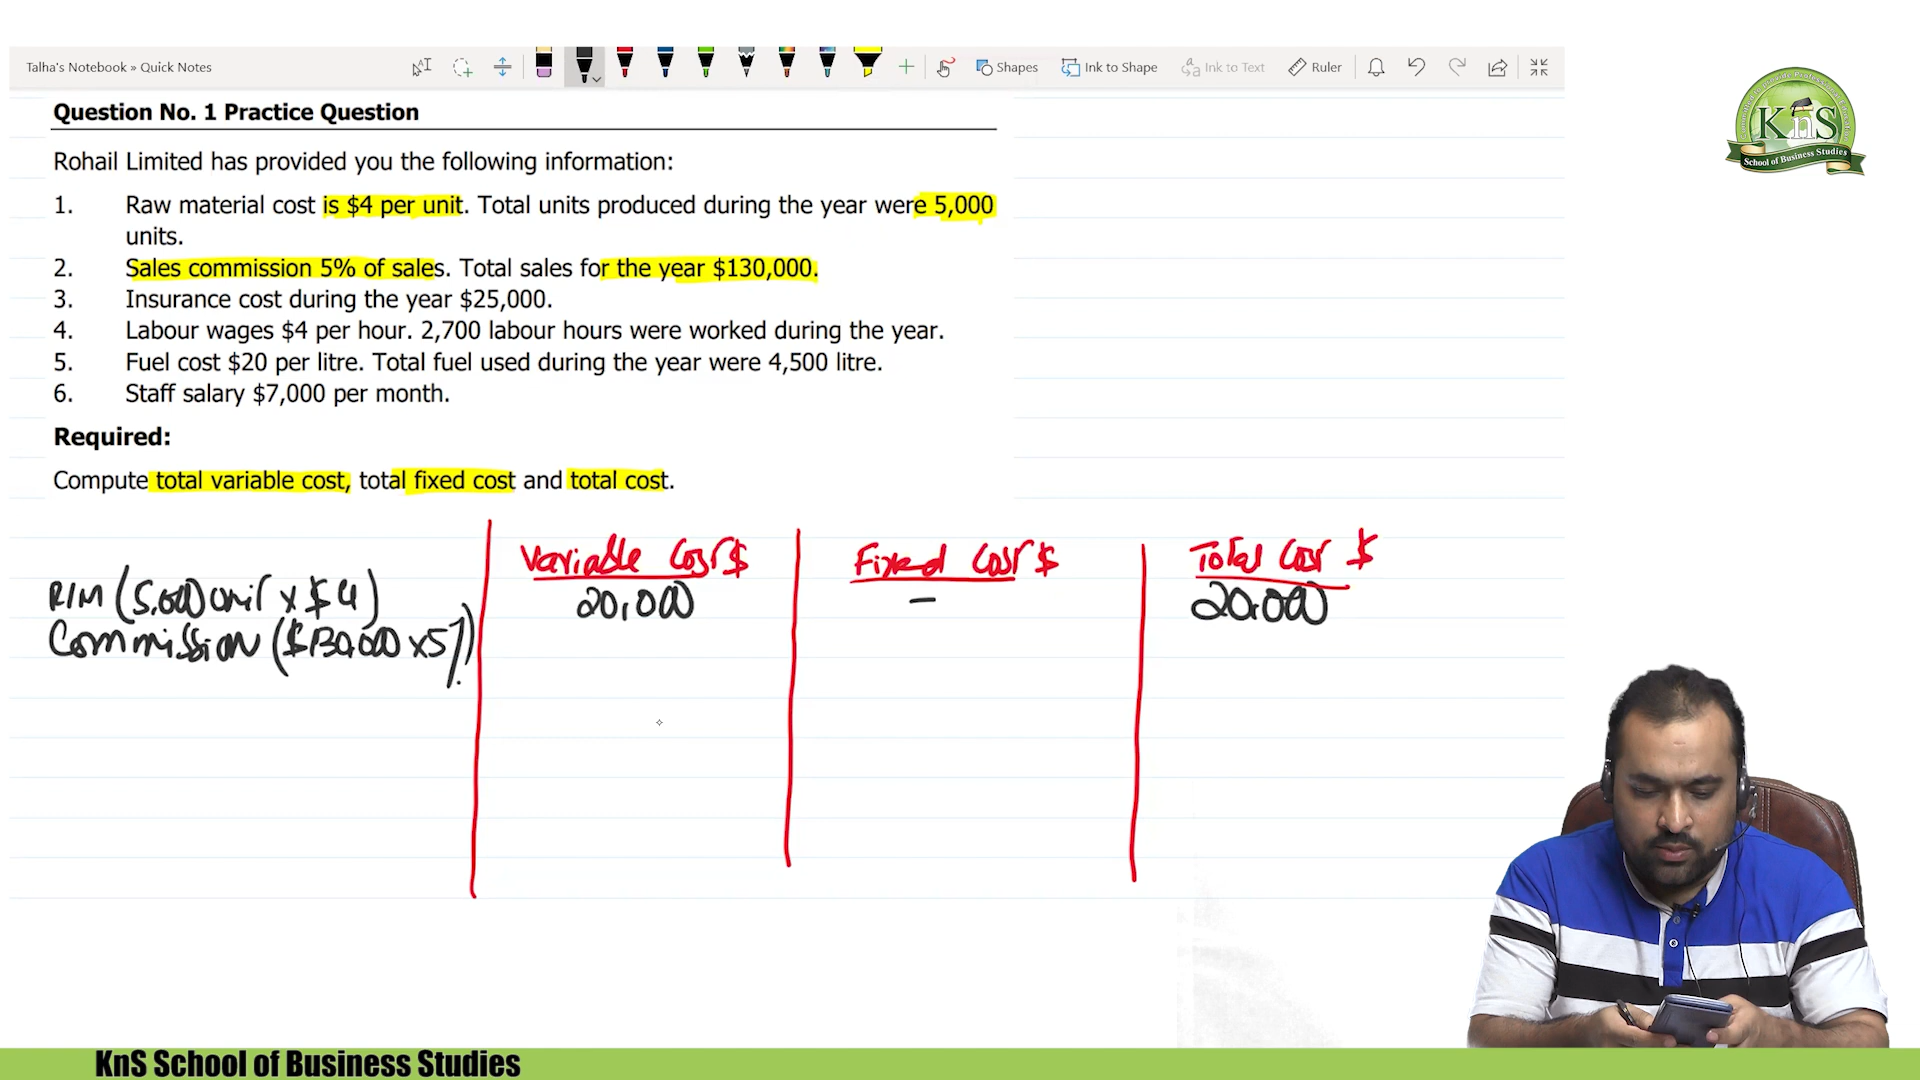 Talha's Notebook » Quick Notes
Shapes
Ink to Shape
Ink to Text
Ruler
KnS
School of Business Studies
Question No. 1 Practice Question
Rohail Limited has provided you the following information:
1. Raw material cost is $4 per unit. Total units produced during the year were 5,000
units.
2. Sales commission 5% of sales. Total sales for the year $130,000.
3. Insurance cost during the year $25,000.
4. Labour wages $4 per hour. 2,700 labour hours were worked during the year.
5. Fuel cost $20 per litre. Total fuel used during the year were 4,500 litre.
6. Staff salary $7,000 per month.
Required:
Compute total variable cost, total fixed cost and total cost.
Variable Cost $ Fixed Cost $ Total Cost $
R/M (5,000 unit x $4) 20,000 – 20,000
Commission ($130,000 x 5%)
KnS School of Business Studies